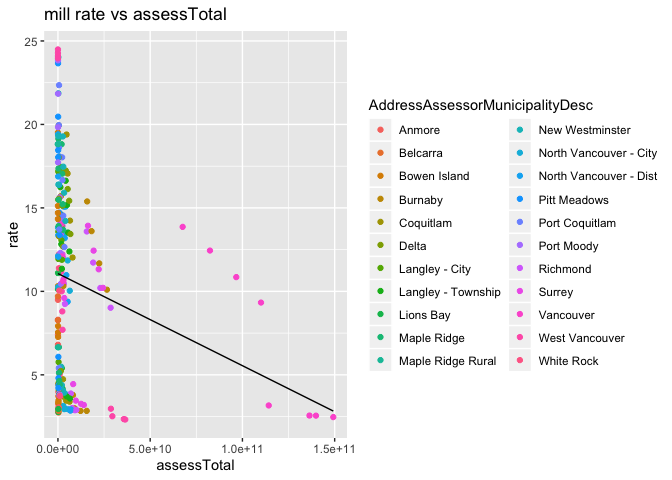 mill rate vs assessTotal
25
20
15
10
5
rate
0.0e+00 5.0e+10 1.0e+11 1.5e+11
assessTotal
AddressAssessorMunicipalityDesc
Anmore
Belcarra
Bowen Island
Burnaby
Coquitlam
Delta
Langley - City
Langley - Township
Lions Bay
Maple Ridge
Maple Ridge Rural
New Westminster
North Vancouver - City
North Vancouver - Dist
Pitt Meadows
Port Coquitlam
Port Moody
Richmond
Surrey
Vancouver
West Vancouver
White Rock